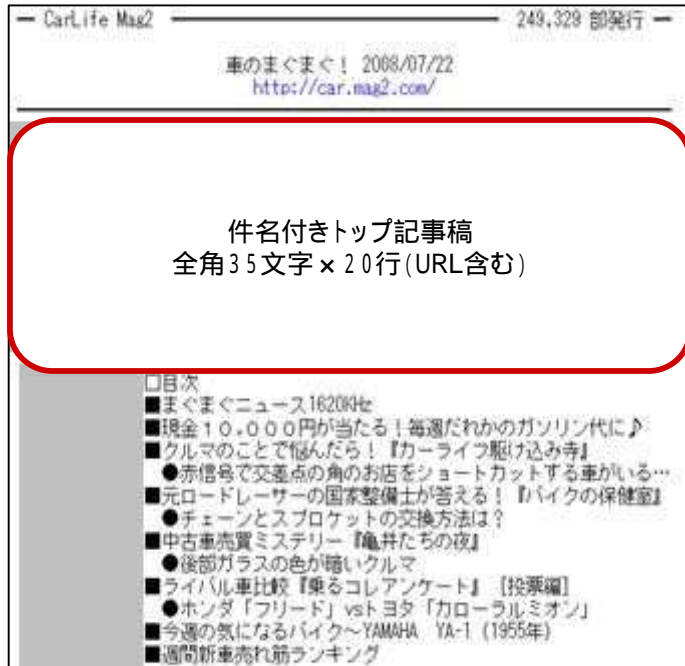 CarLife Mag2 249,329 部発行
車のまぐまぐ! 2008/07/22
http://car.mag2.com/
件名付きトップ記事稿
全角35文字×20行(URL含む)
□目次
■まぐまぐニュース1620KHz
■現金10,000円が当たる!毎週だれかのガソリン代に♪
■クルマのことで悩んだら!『カーライフ駆け込み寺』
●赤信号で交差点の角のお店をショートカットする車がいる…
■元ロードレーサーの国家整備士が答える!『バイクの保健室』
●チェーンとスプロケットの交換方法は?
■中古車売買ミステリー『亀井たちの夜』
●後部ガラスの色が暗いクルマ
■ライバル車比較『乗るコレアンケート』 [投票編]
●ホンダ「フリード」vsトヨタ「カローラルミオン」
■今週の気になるバイク~YAMAHA YA-1 (1955年)
■週間新車売れ筋ランキング